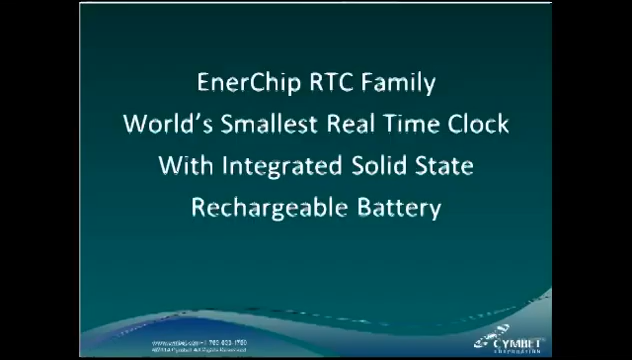 EnerChip RTC Family
World's Smallest Real Time Clock
With Integrated Solid State
Rechargeable Battery
CYMBET